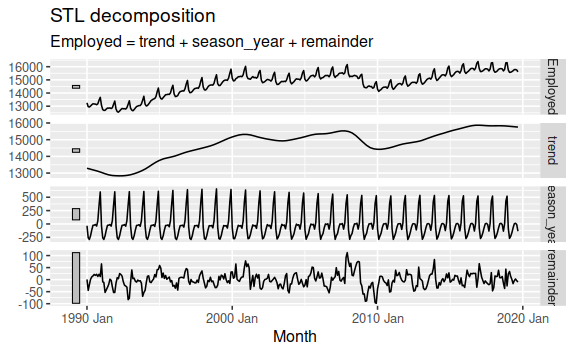 STL decomposition
Employed = trend + season_year + remainder
16000
15000
14000
13000
Employed
16000
15000
14000
13000
trend
500
250
0
-250
eason_yea
100
50
0
-50
-100
remainder
1990 Jan 2000 Jan 2010 Jan 2020 Jan
Month